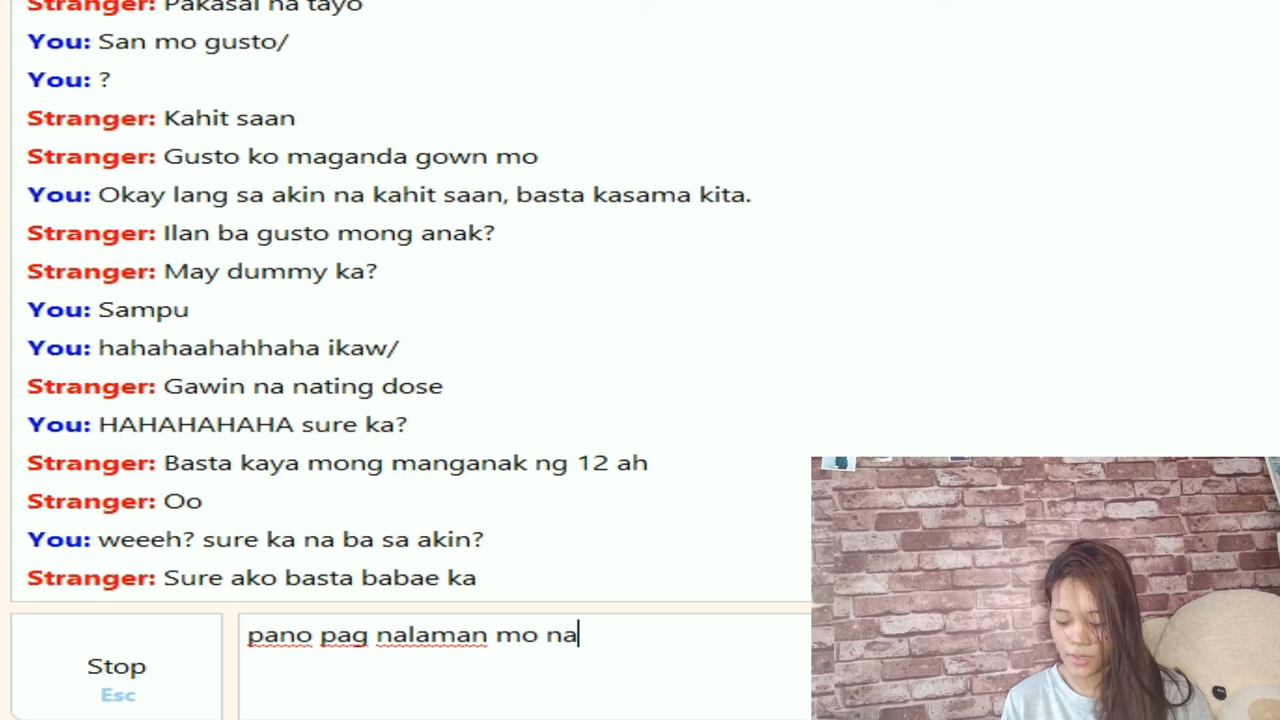 Stranger: Pakasal na tayo
You: San mo gusto/
You: ?
Stranger: Kahit saan
Stranger: Gusto ko maganda gown mo
You: Okay lang sa akin na kahit saan, basta kasama kita.
Stranger: Ilan ba gusto mong anak?
Stranger: May dummy ka?
You: Sampu
You: hahahaahahhaha ikaw/
Stranger: Gawin na nating dose
You: HAHAHAHAHA sure ka?
Stranger: Basta kaya mong manganak ng 12 ah
Stranger: Oo
You: weeeh? sure ka na ba sa akin?
Stranger: Sure ako basta babae ka
pano pag nalaman mo na
Stop
Esc